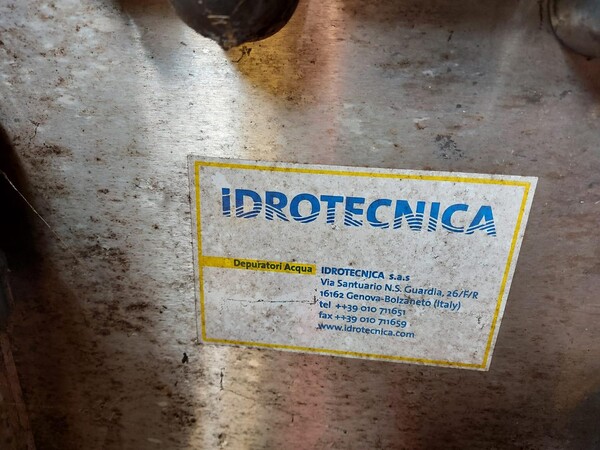 iDROTECNICA
Depuratori Acqua
IDROTECNICA s.a.s
Via Santuario N.S. Guardia, 26/F/R
16162 Genova-Bolzaneto (Italy)
tel ++39 010 711651
fax ++39 010 711659
www.idrotecnica.com